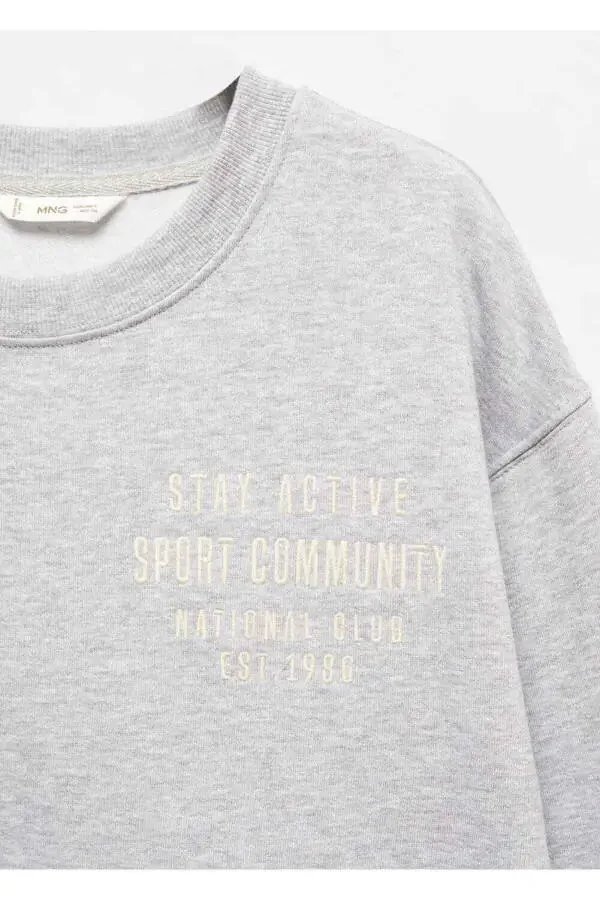 MNG
STAY ACTIVE
SPORT COMMUNITY
NATIONAL CLUB
EST.1986